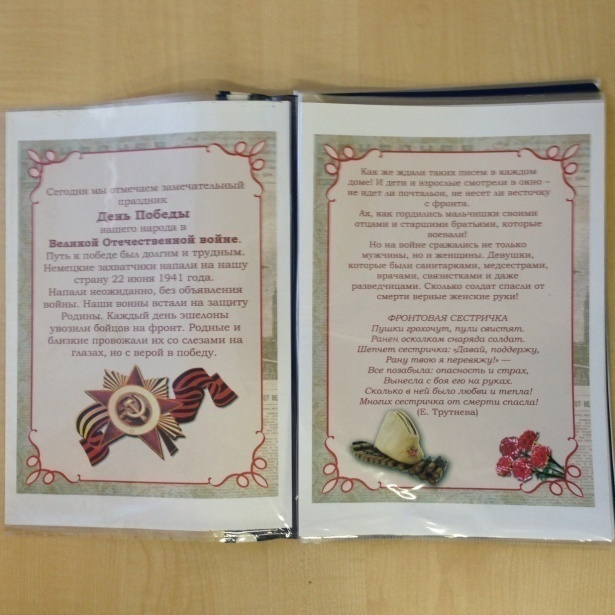 Сегодня мы отмечаем замечательный
праздник
День Победы
нашего народа в
Великой Отечественной войне.
Путь к победе был долгим и трудным.
Немецкие захватчики напали на нашу
страну 22 июня 1941 года.
Напали неожиданно, без объявления
войны. Наши воины встали на защиту
Родины. Каждый день эшелоны
увозили бойцов на фронт. Родные и
близкие провожали их со слезами на
глазах, но с верой в победу.
Как же ждали таких писем в каждом
доме! И дети и взрослые смотрели в окно –
не идет ли почтальон, не несет ли весточку
с фронта.
Ах, как гордились мальчишки своими
отцами и старшими братьями, которые
воевали!
Но на войне сражались не только
мужчины, но и женщины. Девушки,
которые были санитарками, медсестрами,
врачами, связистками и даже
разведчицами. Сколько солдат спасли от
смерти верные женские руки!
ФРОНТОВАЯ СЕСТРИЧКА
Пушки грохочут, пули свистят.
Ранен осколком снаряда солдат.
Шепчет сестричка: «Давай, поддержу,
Рану твою я перевяжу!» —
Все позабыла: опасность и страх,
Вынесла с боя его на руках.
Сколько в ней было любви и тепла!
Многих сестричка от смерти спасла!
(Е. Трутнева)